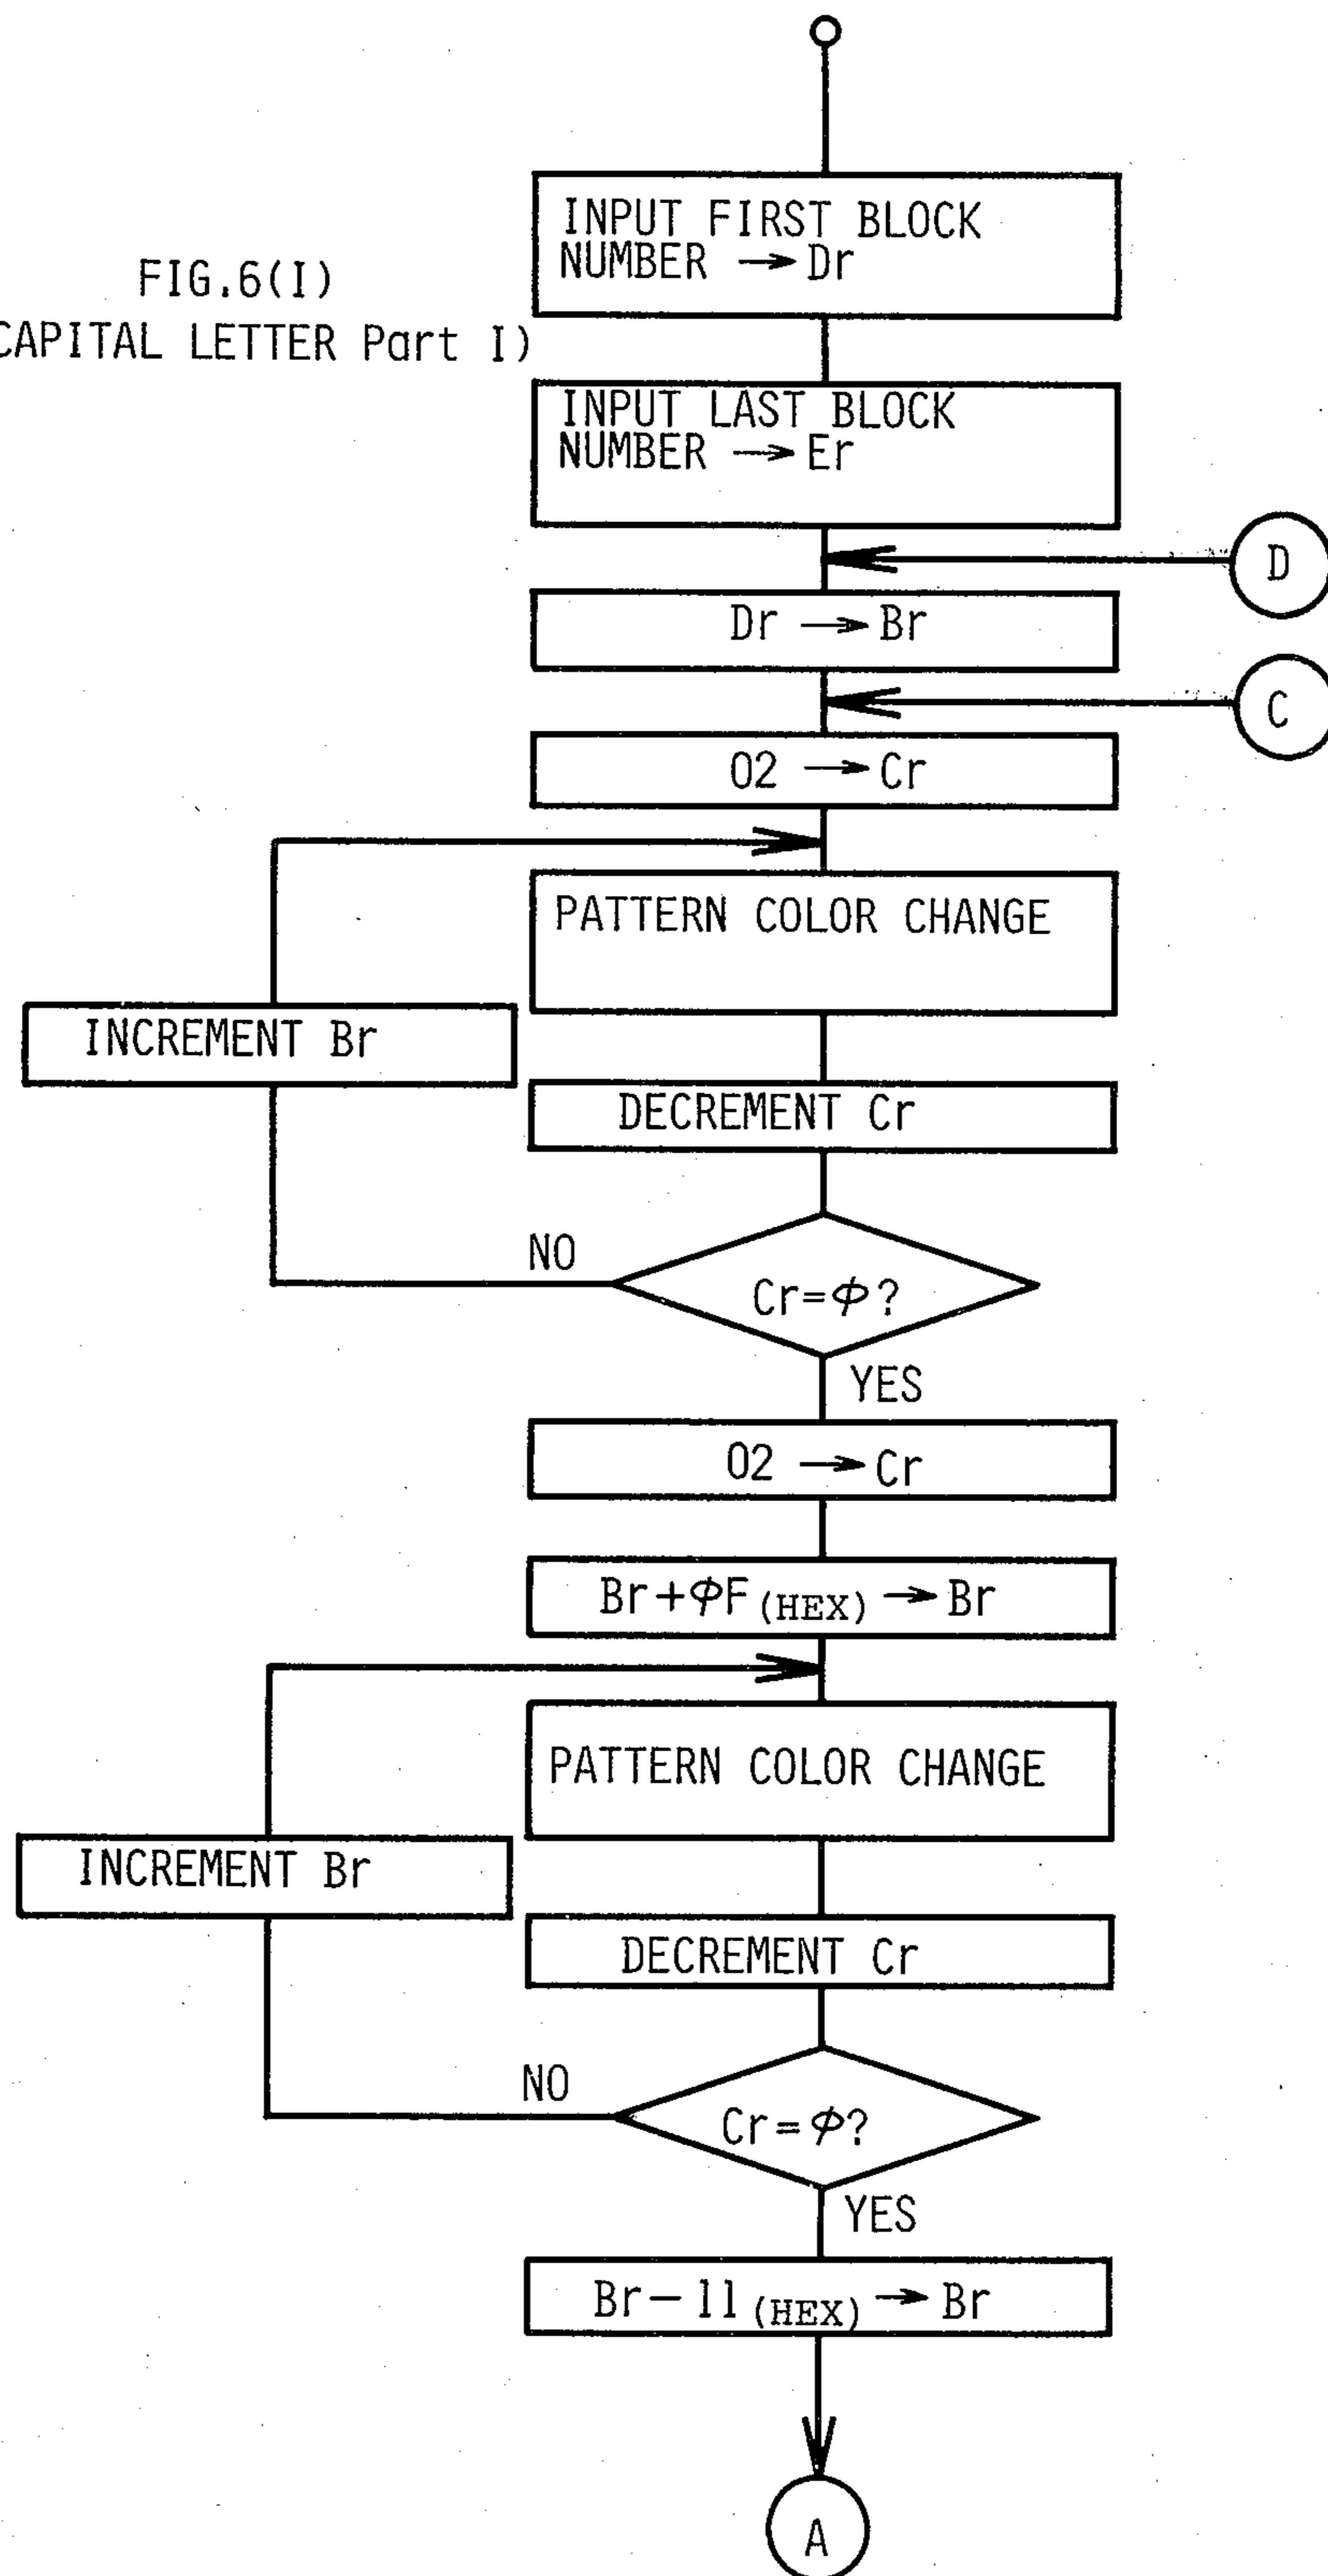 FIG.6(I)
CAPITAL LETTER Part I)
INPUT FIRST BLOCK
NUMBER → Dr
INPUT LAST BLOCK
NUMBER → Er
D
Dr → Br
C
02 → Cr
PATTERN COLOR CHANGE
INCREMENT Br
DECREMENT Cr
NO
Cr=ϕ?
YES
02 → Cr
Br+ϕF(HEX) → Br
PATTERN COLOR CHANGE
INCREMENT Br
DECREMENT Cr
NO
Cr=ϕ?
YES
Br-11(HEX) → Br
A